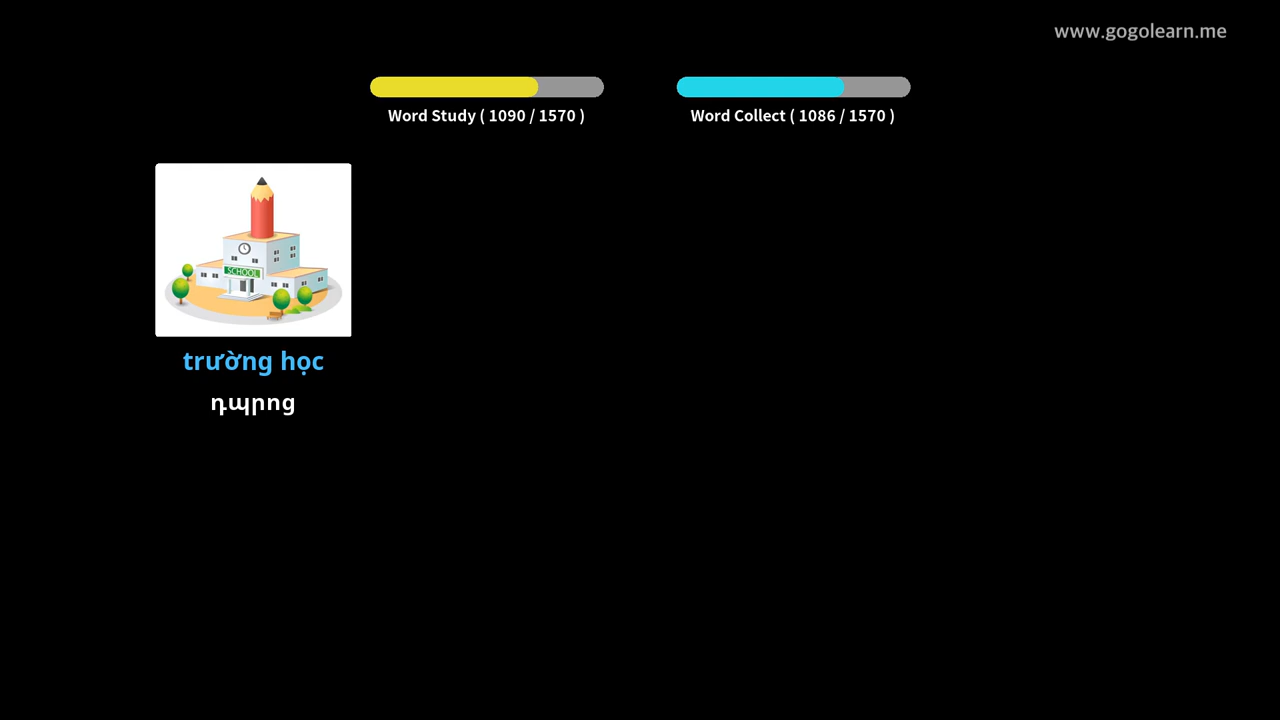 www.gogolearn.me
Word Study ( 1090 / 1570 )
Word Collect ( 1086 / 1570 )
SCHOOL
trường học
դպրոց